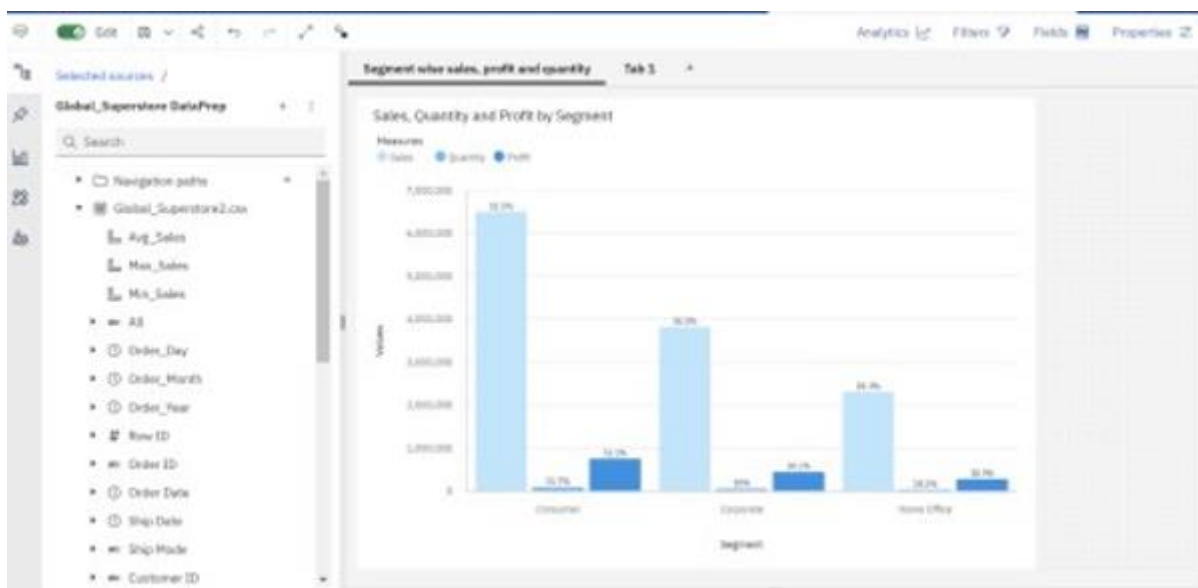 Edit
Analytics Filters Fields Properties
Selected sources /
Segment wise sales, profit and quantity Tab 1
Global_Superstore DataPrep
Search
Navigation paths
Global_Superstore2.csv
Avg_Sales
Max_Sales
Min_Sales
All
Order_Day
Order_Month
Order_Year
Row ID
Order ID
Order Date
Ship Date
Ship Mode
Customer ID
Sales, Quantity and Profit by Segment
Measures
Sales Quantity Profit
7,000,000
6,000,000
5,000,000
4,000,000
3,000,000
2,000,000
1,000,000
0
Values
Consumer Corporate Home Office
Segment